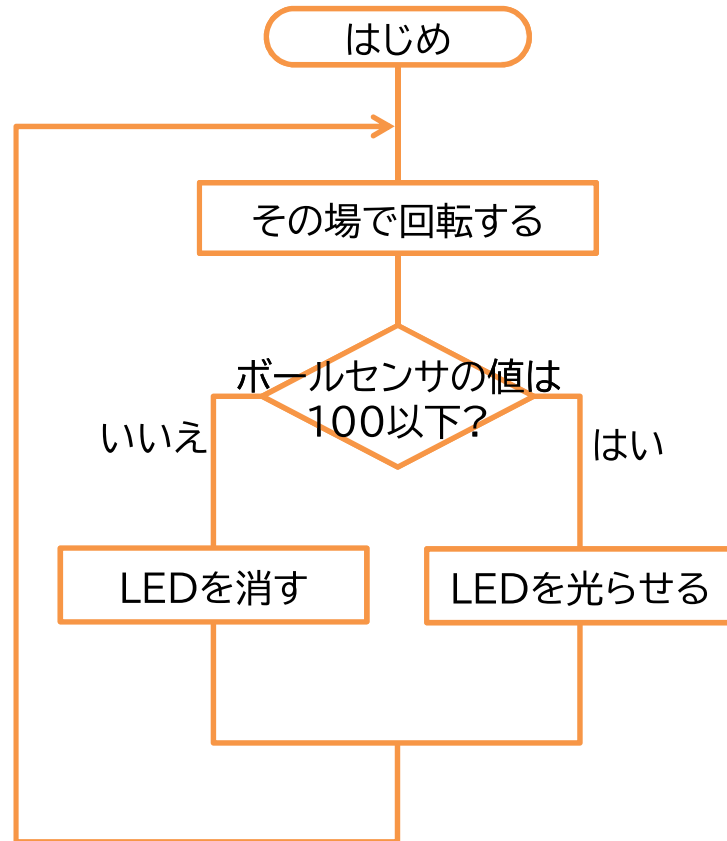 はじめ
その場で回転する
ボールセンサの値は
100以下?
いいえ
はい
LEDを消す
LEDを光らせる